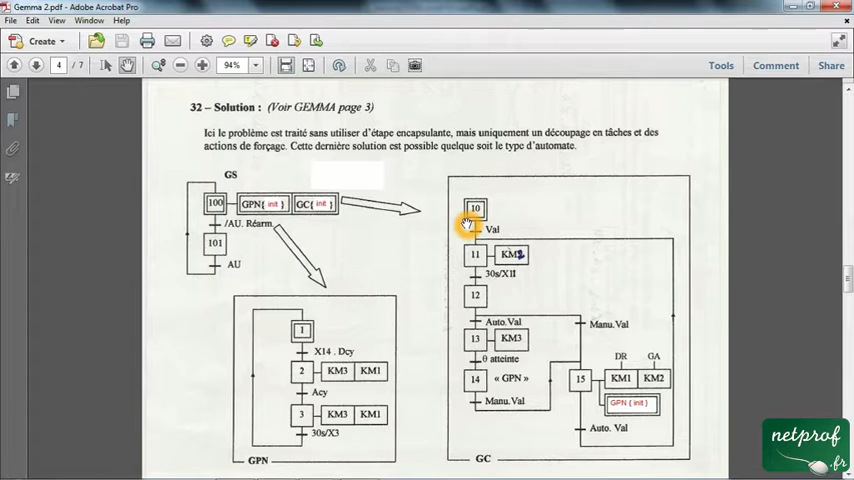 Gemma 2.pdf - Adobe Acrobat Pro
File Edit View Window Help
Create
4 / 7 94% Tools Comment Share
32 – Solution : (Voir GEMMA page 3)
Ici le problème est traité sans utiliser d'étape encapsulante, mais uniquement un découpage en tâches et des
actions de forçage. Cette dernière solution est possible quelque soit le type d'automate.
GS
100 GPN{ init } GC{ init }
/AU. Réarm.
101
AU
1
X14 . Dcy
2 KM3 KM1
Acy
3 KM3 KM1
30s/X3
GPN
10
Val
11
30s/X11
12
Auto.Val Manu.Val
13 KM3
θ atteinte
DR GA
14 « GPN » 15 KM1 KM2
Manu.Val GPN { init }
Auto. Val
GC
netprof
.fr